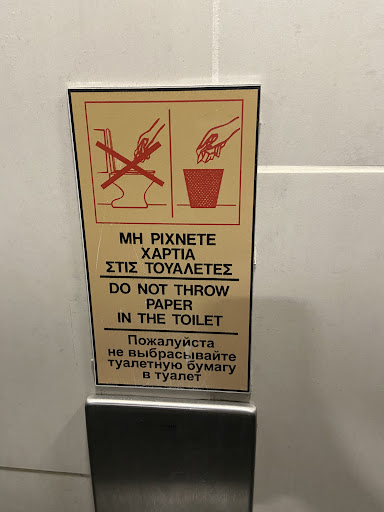 ΜΗ ΡΙΧΝΕΤΕ
ΧΑΡΤΙΑ
ΣΤΙΣ ΤΟΥΑΛΕΤΕΣ
DO NOT THROW
PAPER
IN THE TOILET
Пожалуйста
не выбрасывайте
туалетную бумагу
в туалет